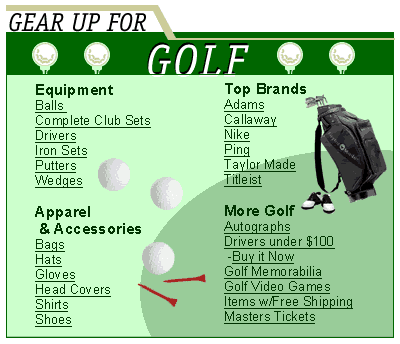 GEAR UP FOR
GOLF
Equipment
Balls
Complete Club Sets
Drivers
Iron Sets
Putters
Wedges
Top Brands
Adams
Callaway
Nike
Ping
Taylor Made
Titleist
Apparel
& Accessories
Bags
Hats
Gloves
Head Covers
Shirts
Shoes
More Golf
Autographs
Drivers under $100
-Buy it Now
Golf Memorabilia
Golf Video Games
Items w/Free Shipping
Masters Tickets